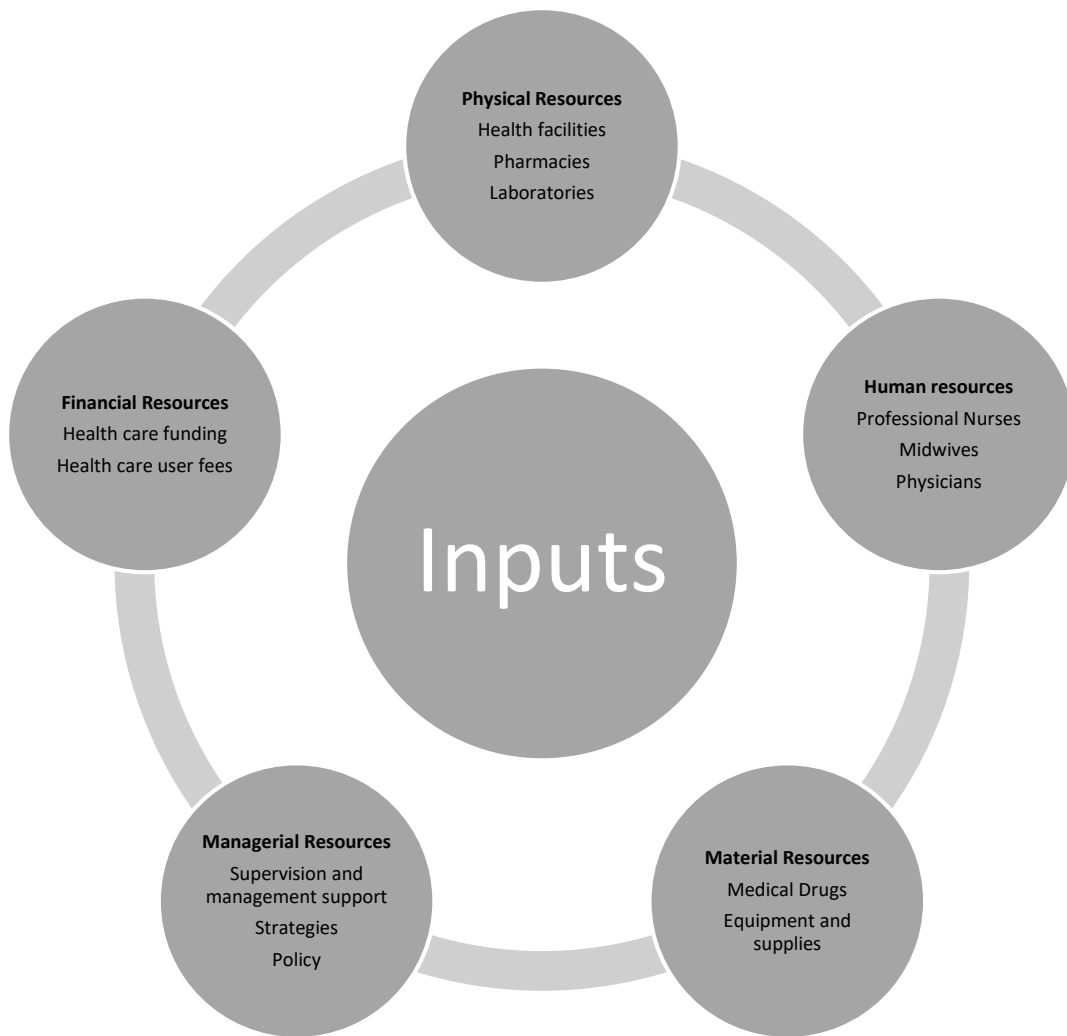 Physical Resources
Health facilities
Pharmacies
Laboratories
Human resources
Professional Nurses
Midwives
Physicians
Material Resources
Medical Drugs
Equipment and
supplies
Managerial Resources
Supervision and
management support
Strategies
Policy
Financial Resources
Health care funding
Health care user fees
Inputs